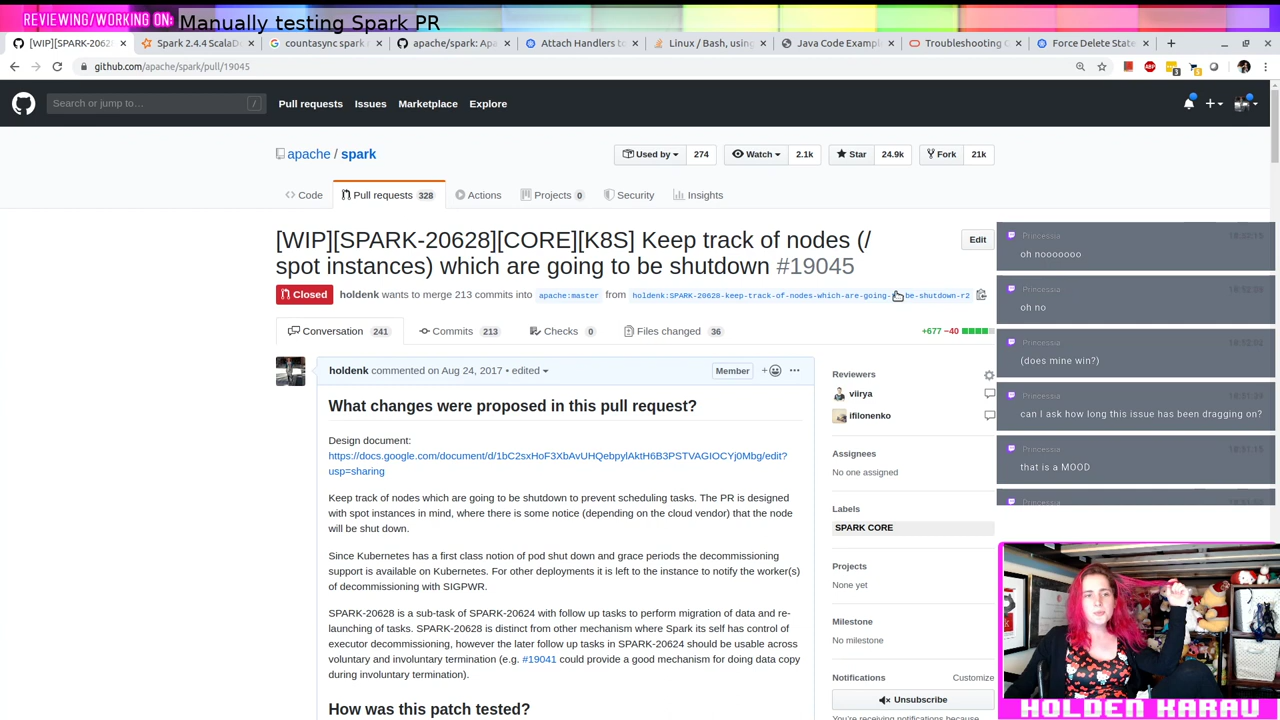 REVIEWING/WORKING ON: Manually testing Spark PR
[WIP][SPARK-2062
Spark 2.4.4 ScalaD
countasync spark
apache/spark: Apa
Attach Handlers to
Linux / Bash, using
Java Code Example
Troubleshooting
Force Delete State
github.com/apache/spark/pull/19045
Search or jump to…
/
Pull requests Issues Marketplace Explore
apache / spark
Used by 274 Watch 2.1k Star 24.9k Fork 21k
Code Pull requests 328 Actions Projects 0 Security Insights
[WIP][SPARK-20628][CORE][K8S] Keep track of nodes (/
spot instances) which are going to be shutdown #19045
Edit
Closed holdenk wants to merge 213 commits into apache:master from holdenk:SPARK-20628-keep-track-of-nodes-which-are-going- be-shutdown-r2
Conversation 241 Commits 213 Checks 0 Files changed 36 +677 −40
holdenk commented on Aug 24, 2017 • edited
Member
What changes were proposed in this pull request?
Design document:
https://docs.google.com/document/d/1bC2sxHoF3XbAvUHQebpylAktH6B3PSTVAGIOCYj0Mbg/edit?
usp=sharing
Keep track of nodes which are going to be shutdown to prevent scheduling tasks. The PR is designed
with spot instances in mind, where there is some notice (depending on the cloud vendor) that the node
will be shut down.
Since Kubernetes has a first class notion of pod shut down and grace periods the decommissioning
support is available on Kubernetes. For other deployments it is left to the instance to notify the worker(s)
of decommissioning with SIGPWR.
SPARK-20628 is a sub-task of SPARK-20624 with follow up tasks to perform migration of data and re-
launching of tasks. SPARK-20628 is distinct from other mechanism where Spark its self has control of
executor decommissioning, however the later follow up tasks in SPARK-20624 should be usable across
voluntary and involuntary termination (e.g. #19041 could provide a good mechanism for doing data copy
during involuntary termination).
How was this patch tested?
Reviewers
viirya
ifilonenko
Assignees
No one assigned
Labels
SPARK CORE
Projects
None yet
Milestone
No milestone
Notifications Customize
Unsubscribe
You're receiving notifications because
Princessia
oh nooooooo
Princessia
oh no
Princessia
(does mine win?)
Princessia
can I ask how long this issue has been dragging on?
Princessia
that is a MOOD
Princessia
HOLDEN KARAU